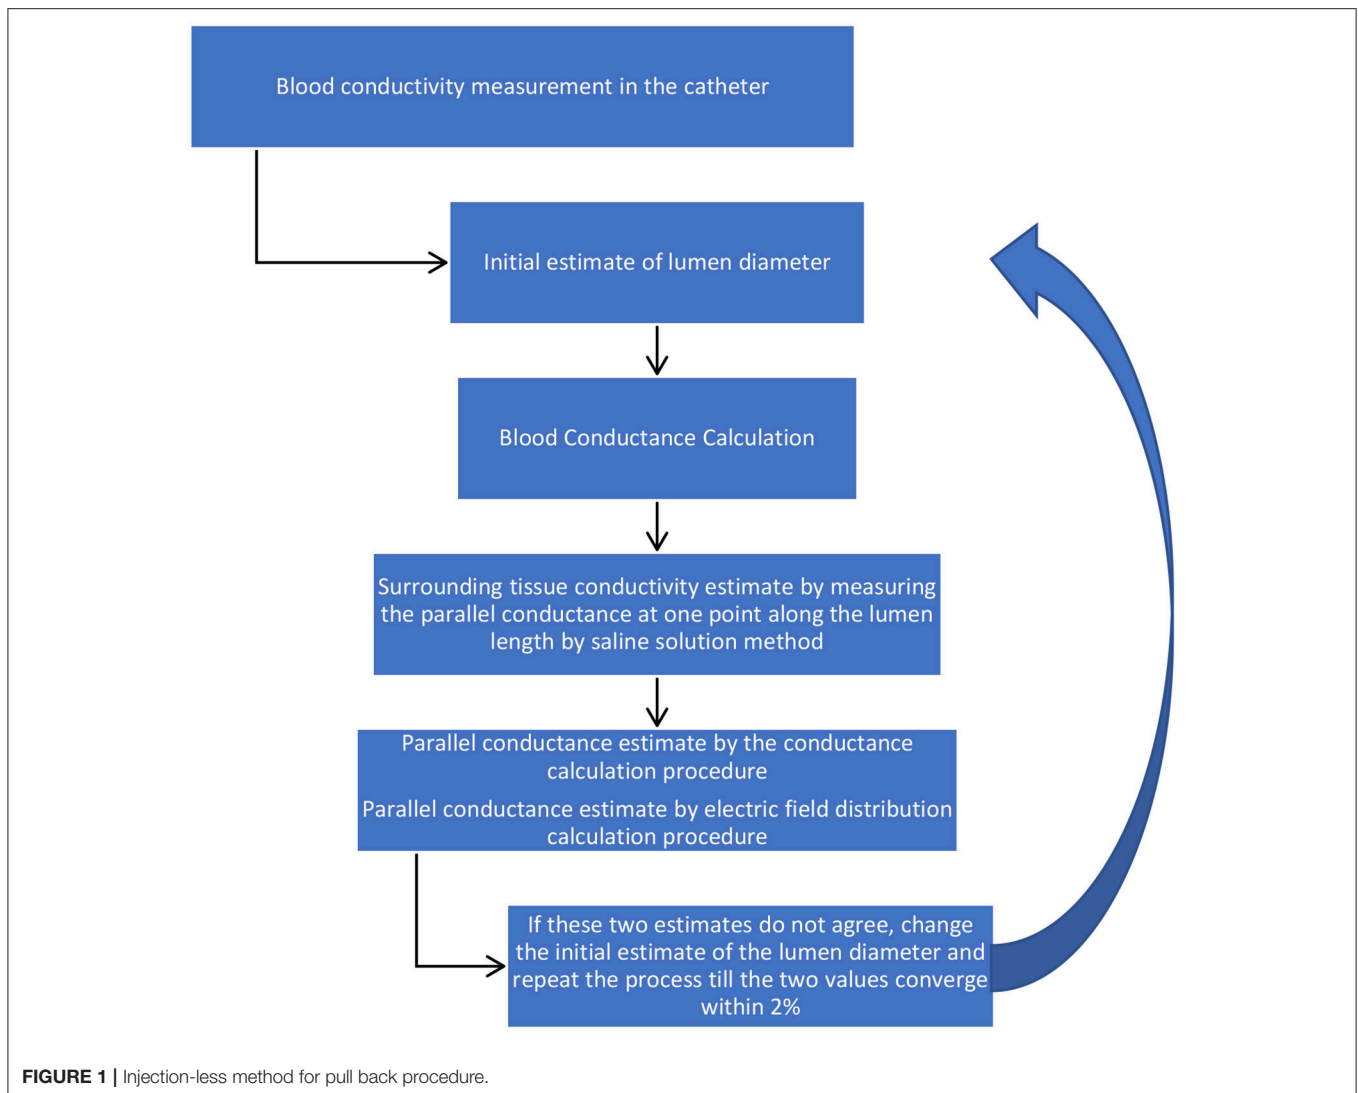 Blood conductivity measurement in the catheter
Initial estimate of lumen diameter
Blood Conductance Calculation
Surrounding tissue conductivity estimate by measuring
the parallel conductance at one point along the lumen
length by saline solution method
Parallel conductance estimate by the conductance
calculation procedure
Parallel conductance estimate by electric field distribution
calculation procedure
If these two estimates do not agree, change
the initial estimate of the lumen diameter and
repeat the process till the two values converge
within 2%
FIGURE 1 | Injection-less method for pull back procedure.